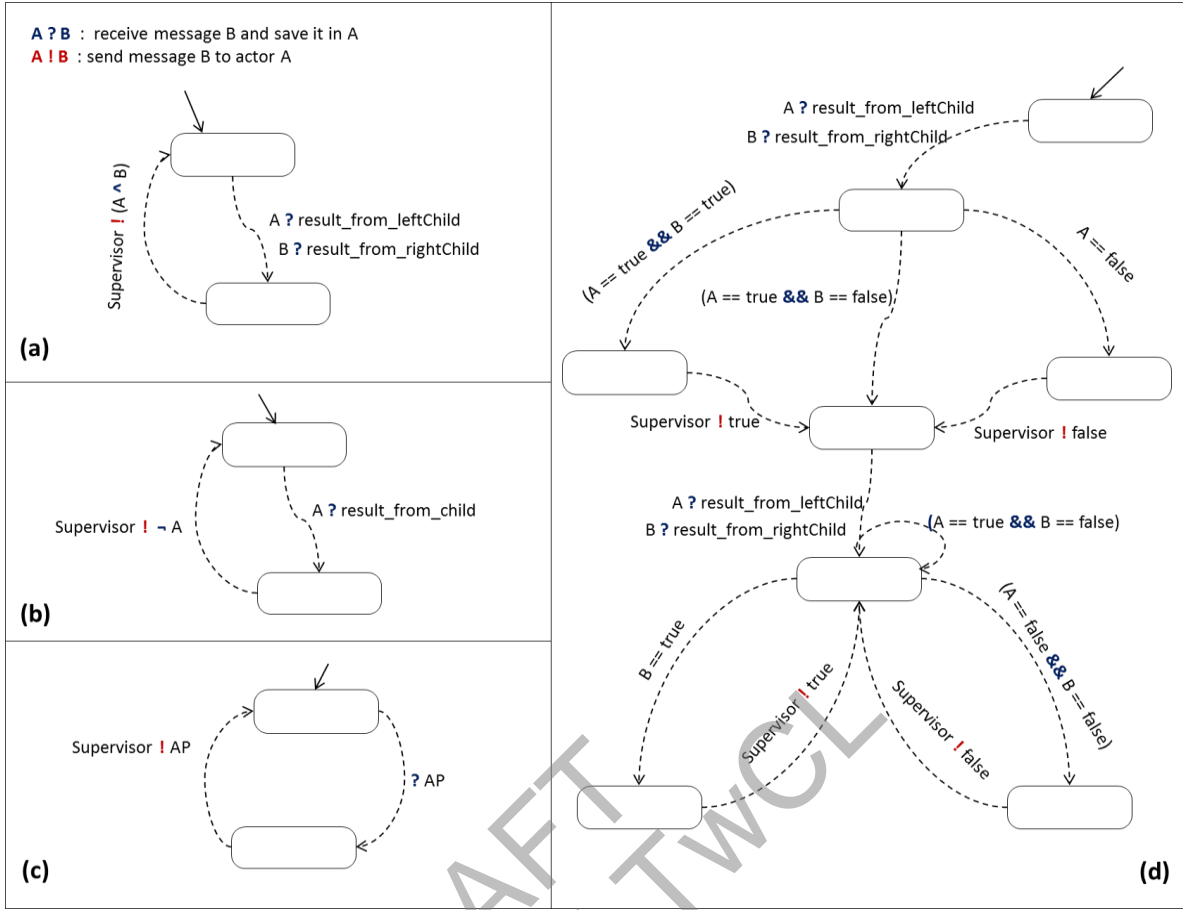 A ? B : receive message B and save it in A
A ! B : send message B to actor A
Supervisor ! (A ^ B)
A ? result_from_leftChild
B ? result_from_rightChild
(a)
A ? result_from_child
Supervisor ! ¬ A
(b)
Supervisor ! AP
? AP
(c)
A ? result_from_leftChild
B ? result_from_rightChild
(A == true && B == true)
A == false
(A == true && B == false)
Supervisor ! true
Supervisor ! false
A ? result_from_leftChild
B ? result_from_rightChild
(A == true && B == false)
B == true
Supervisor ! true
Supervisor ! false
(A == false && B == false)
(d)
AFT
TwCL